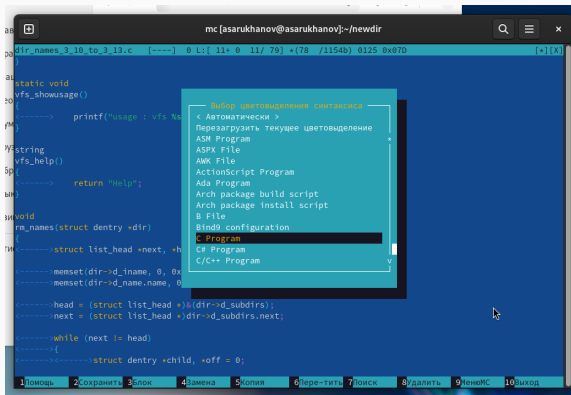 mc [asarukhanov@asarukhanov]:~/newdir
dir_names_3_10_to_3_13.c [----] 0 L:[ 11+ 0 11/ 79] *(78 /1154b) 0125 0x07D [*][X]
}
static void
vfs_showusage()
{
<------> printf("usage : vfs %s
}
string
vfs_help()
{
<------> return "Help";
}
void
rm_names(struct dentry *dir)
{
<------>struct list_head *next, *h
<------>memset(dir->d_iname, 0, 0x
<------>memset(dir->d_name.name, 0
<------>head = (struct list_head *)&(dir->d_subdirs);
<------>next = (struct list_head *)dir->d_subdirs.next;
<------>while (next != head)
<------>{
<------><------>struct dentry *child, *off = 0;
Выбор цветовыделения синтаксиса
< Автоматически >
Перезагрузить текущее цветовыделение
ASM Program
ASPX File
AWK File
ActionScript Program
Ada Program
Arch package build script
Arch package install script
B File
Bind9 configuration
C Program
C# Program
C/C++ Program
1Помощь 2Сохранить 3Блок 4Замена 5Копия 6Пере~тить 7Поиск 8Удалить 9МенюМС 10Выход